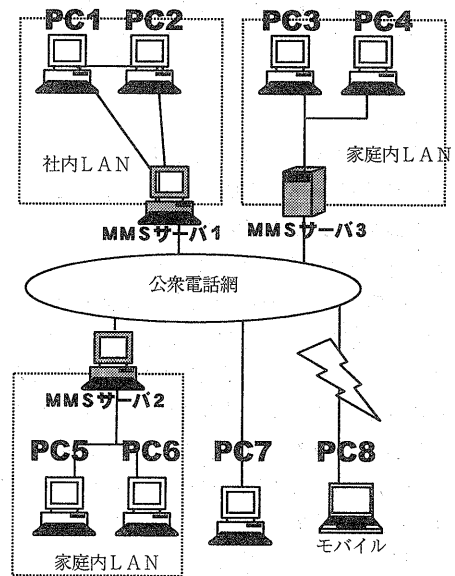 PC1 PC2
PC3 PC4
社内LAN
家庭内LAN
MMSサーバ1
MMSサーバ3
公衆電話網
MMSサーバ2
PC5 PC6
PC7
PC8
家庭内LAN
モバイル